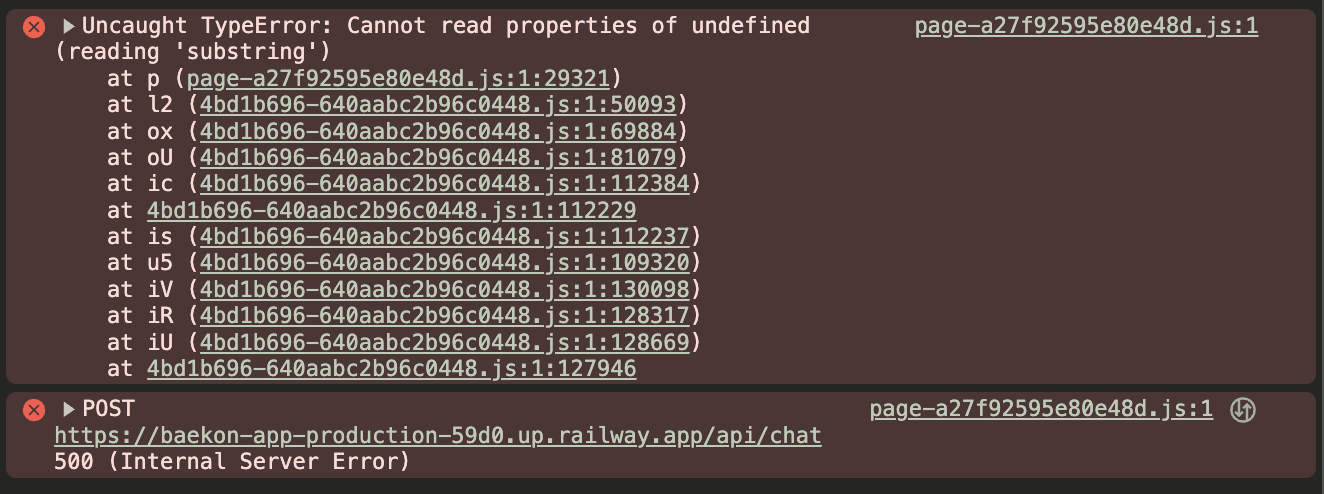 Uncaught TypeError: Cannot read properties of undefined page-a27f92595e80e48d.js:1
(reading 'substring')
at p (page-a27f92595e80e48d.js:1:29321)
at l2 (4bd1b696-640aabc2b96c0448.js:1:50093)
at ox (4bd1b696-640aabc2b96c0448.js:1:69884)
at oU (4bd1b696-640aabc2b96c0448.js:1:81079)
at ic (4bd1b696-640aabc2b96c0448.js:1:112384)
at 4bd1b696-640aabc2b96c0448.js:1:112229
at is (4bd1b696-640aabc2b96c0448.js:1:112237)
at u5 (4bd1b696-640aabc2b96c0448.js:1:109320)
at iV (4bd1b696-640aabc2b96c0448.js:1:130098)
at iR (4bd1b696-640aabc2b96c0448.js:1:128317)
at iU (4bd1b696-640aabc2b96c0448.js:1:128669)
at 4bd1b696-640aabc2b96c0448.js:1:127946
POST page-a27f92595e80e48d.js:1
https://baekon-app-production-59d0.up.railway.app/api/chat
500 (Internal Server Error)